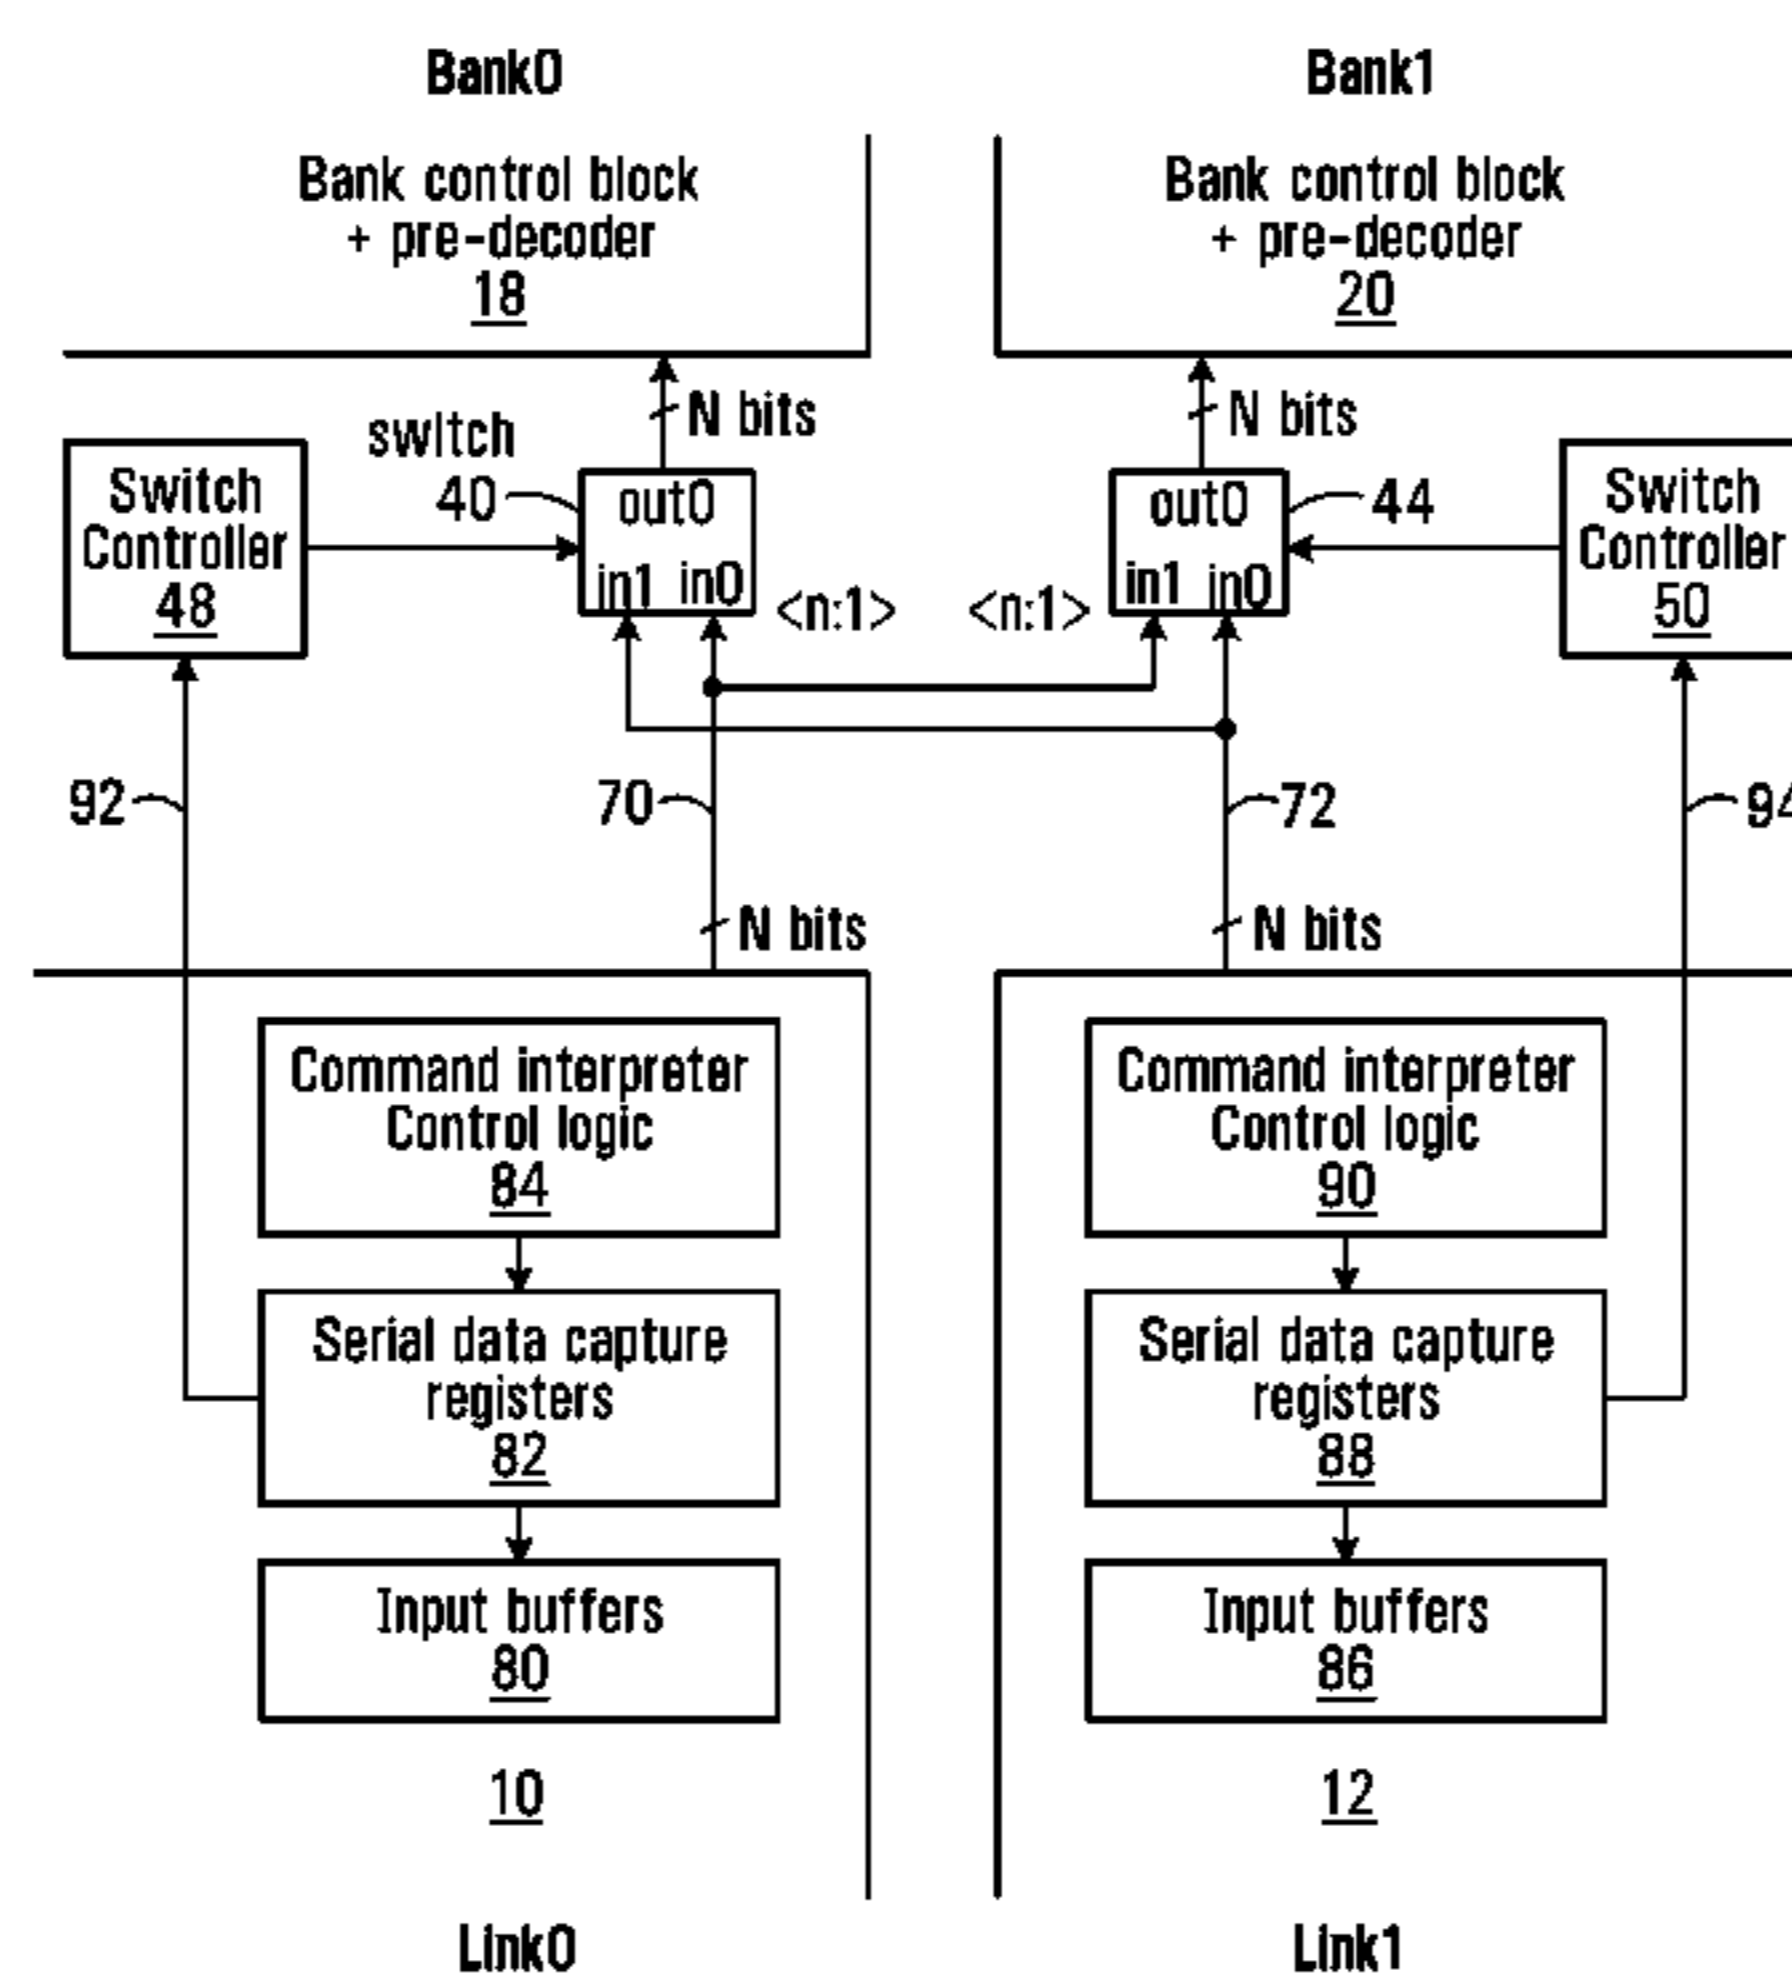 Bank0
Bank1
Bank control block
+ pre-decoder
18
Bank control block
+ pre-decoder
20
N bits
N bits
switch
40
Switch
Controller
48
out0
in1 in0
<n:1>
<n:1>
out0
in1 in0
44
Switch
Controller
50
92
70
72
N bits
N bits
Command interpreter
Control logic
84
Command interpreter
Control logic
90
Serial data capture
registers
82
Serial data capture
registers
88
Input buffers
80
Input buffers
86
10
12
Link0
Link1